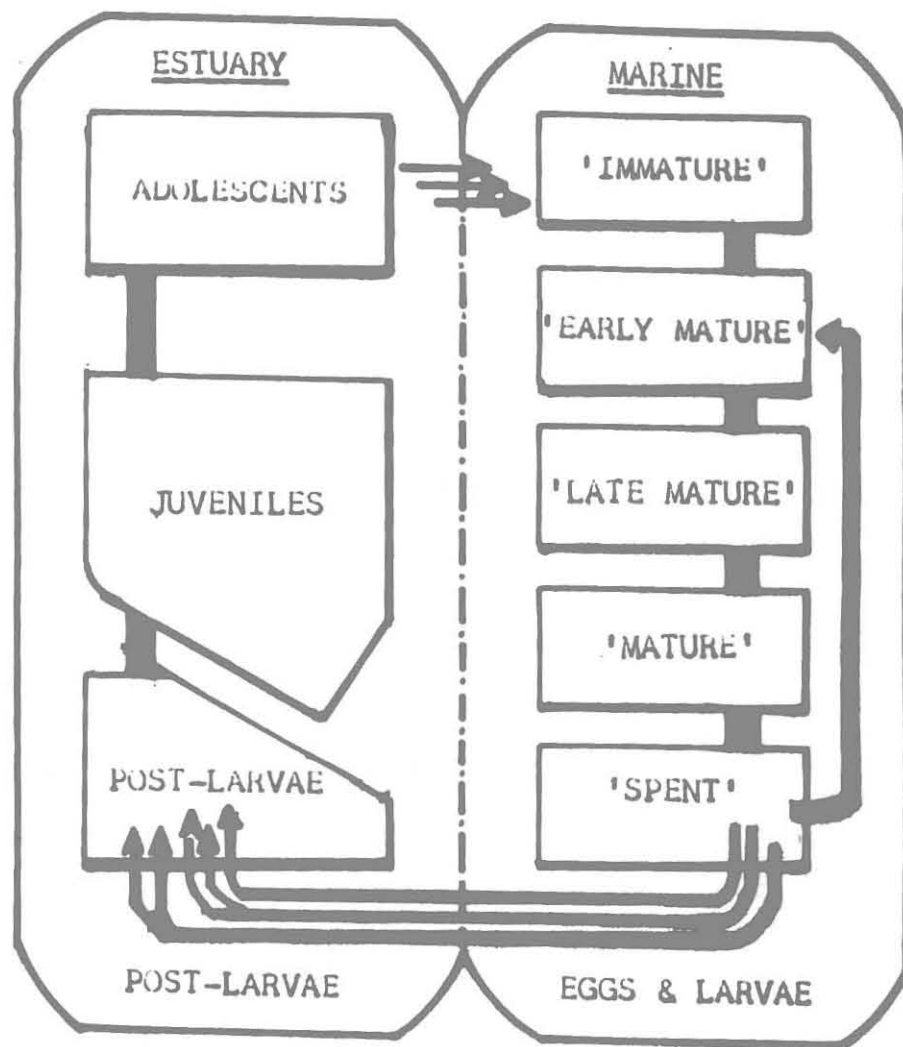 ESTUARY
ADOLESCENTS
JUVENILES
POST-LARVAE
POST-LARVAE
MARINE
'IMMATURE'
'EARLY MATURE'
'LATE MATURE'
'MATURE'
'SPENT'
EGGS & LARVAE